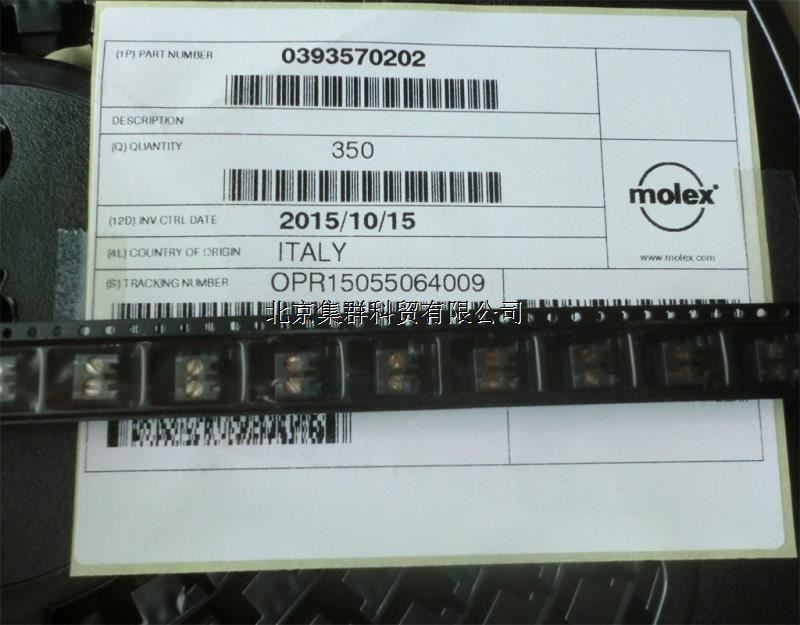 (1P) PART NUMBER 0393570202
DESCRIPTION
(Q) QUANTITY 350
molex®
(12D) INV CTRL DATE 2015/10/15
(4L) COUNTRY OF ORIGIN ITALY
www.molex.com
(S) TRACKING NUMBER OPR15055064009
北京集群科贸有限公司